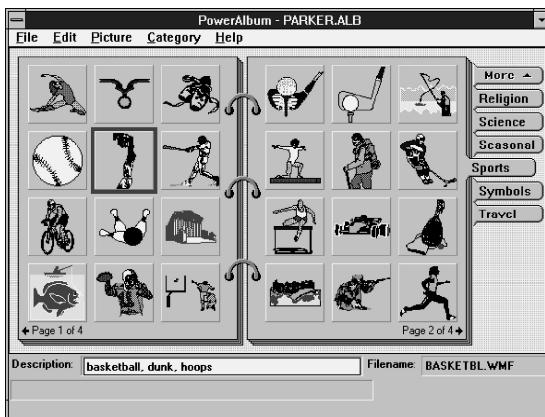 PowerAlbum - PARKER.ALB
File Edit Picture Category Help
More
Religion
Science
Seasonal
Sports
Symbols
Travel
Page 1 of 4
Page 2 of 4
Description: basketball, dunk, hoops
Filename: BASKETBL.WMF